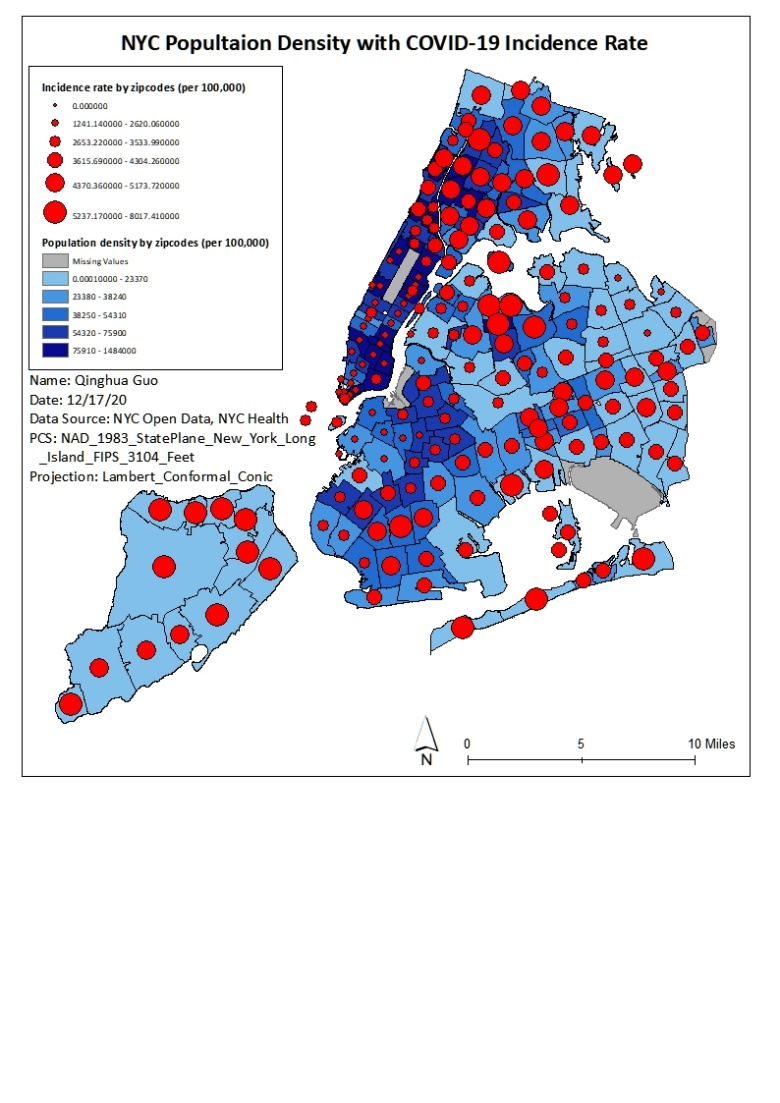 NYC Popultaion Density with COVID-19 Incidence Rate
Incidence rate by zipcodes (per 100,000)
0.000000
1241.140000 - 2620.060000
2653.220000 - 3533.990000
3615.690000 - 4304.260000
4370.360000 - 5173.720000
5237.170000 - 8017.410000
Population density by zipcodes (per 100,000)
Missing Values
0.00010000 - 23370
23380 - 38240
38250 - 54310
54320 - 75900
75910 - 1484000
Name: Qinghua Guo
Date: 12/17/20
Data Source: NYC Open Data, NYC Health
PCS: NAD_1983_StatePlane_New_York_Long
_Island_FIPS_3104_Feet
Projection: Lambert_Conformal_Conic
N
0 5 10 Miles